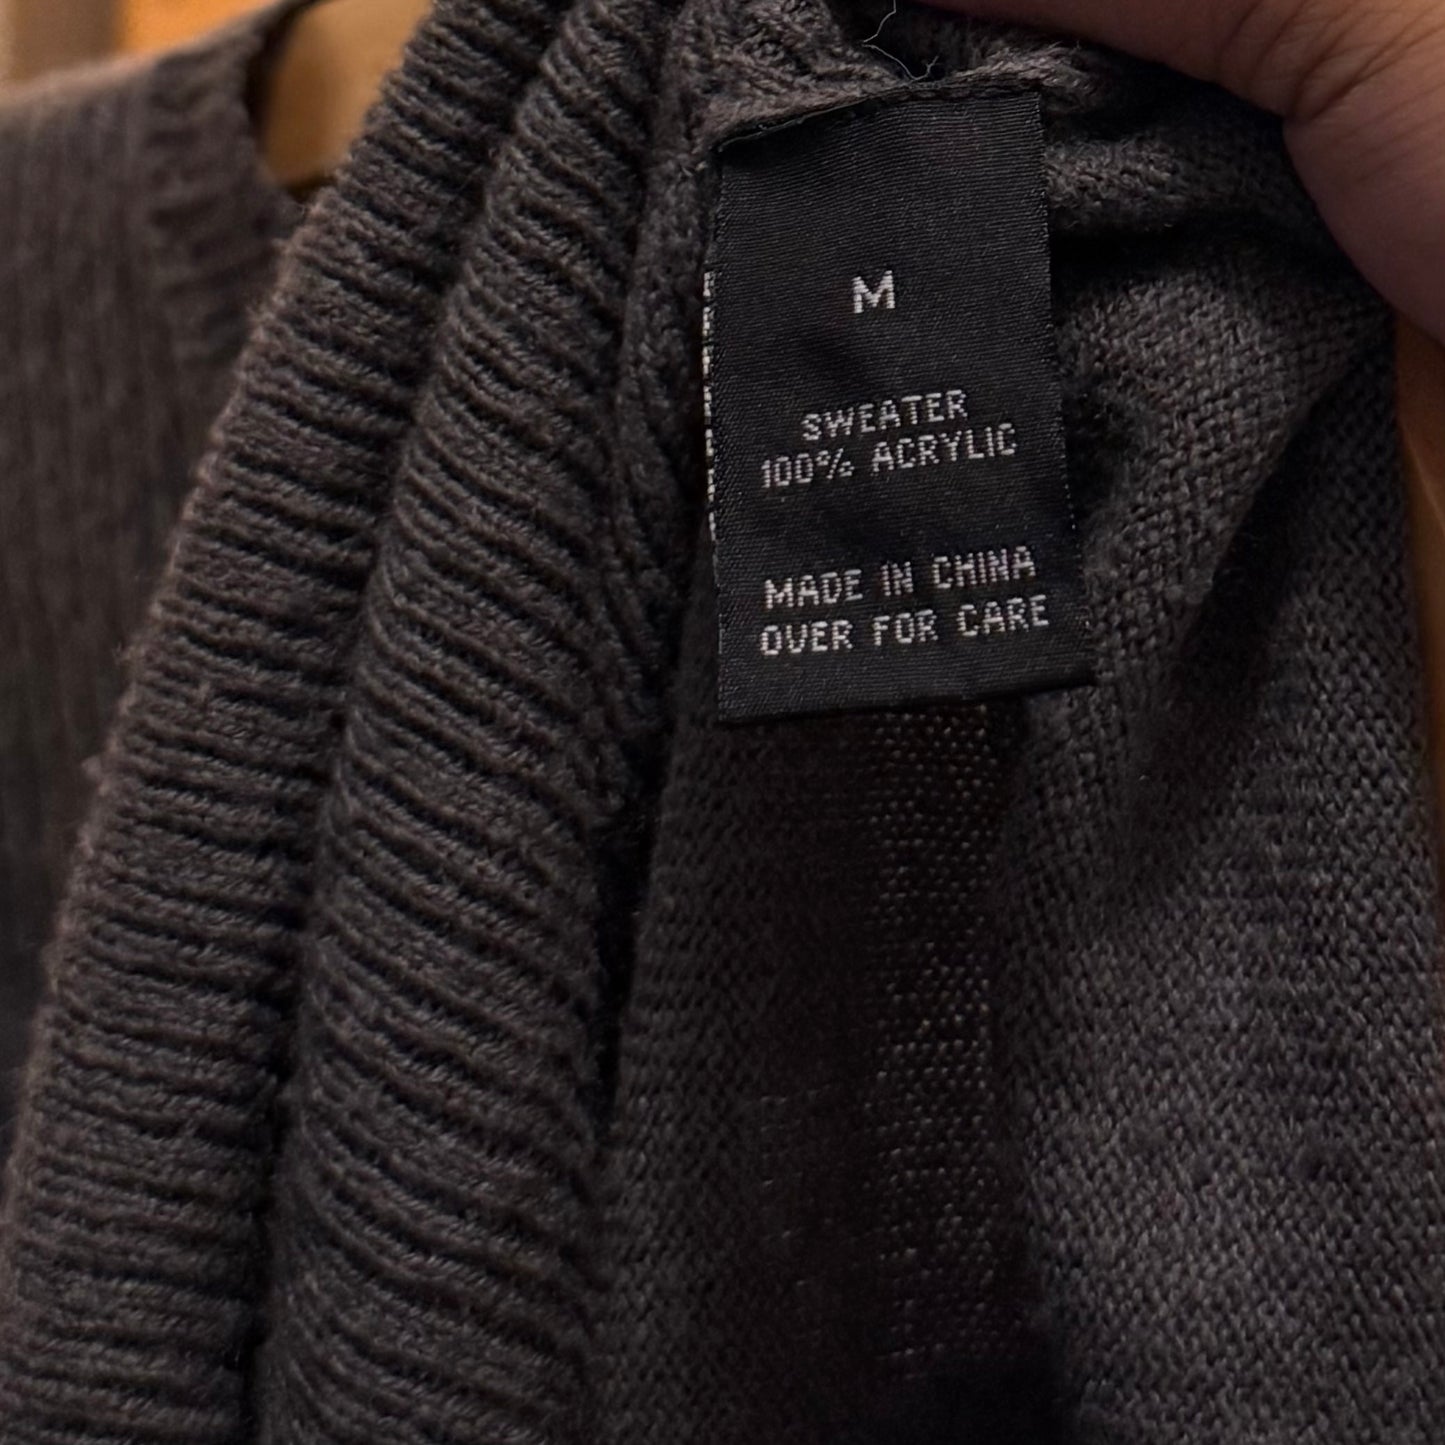 M
SWEATER
100% ACRYLIC
MADE IN CHINA
OVER FOR CARE